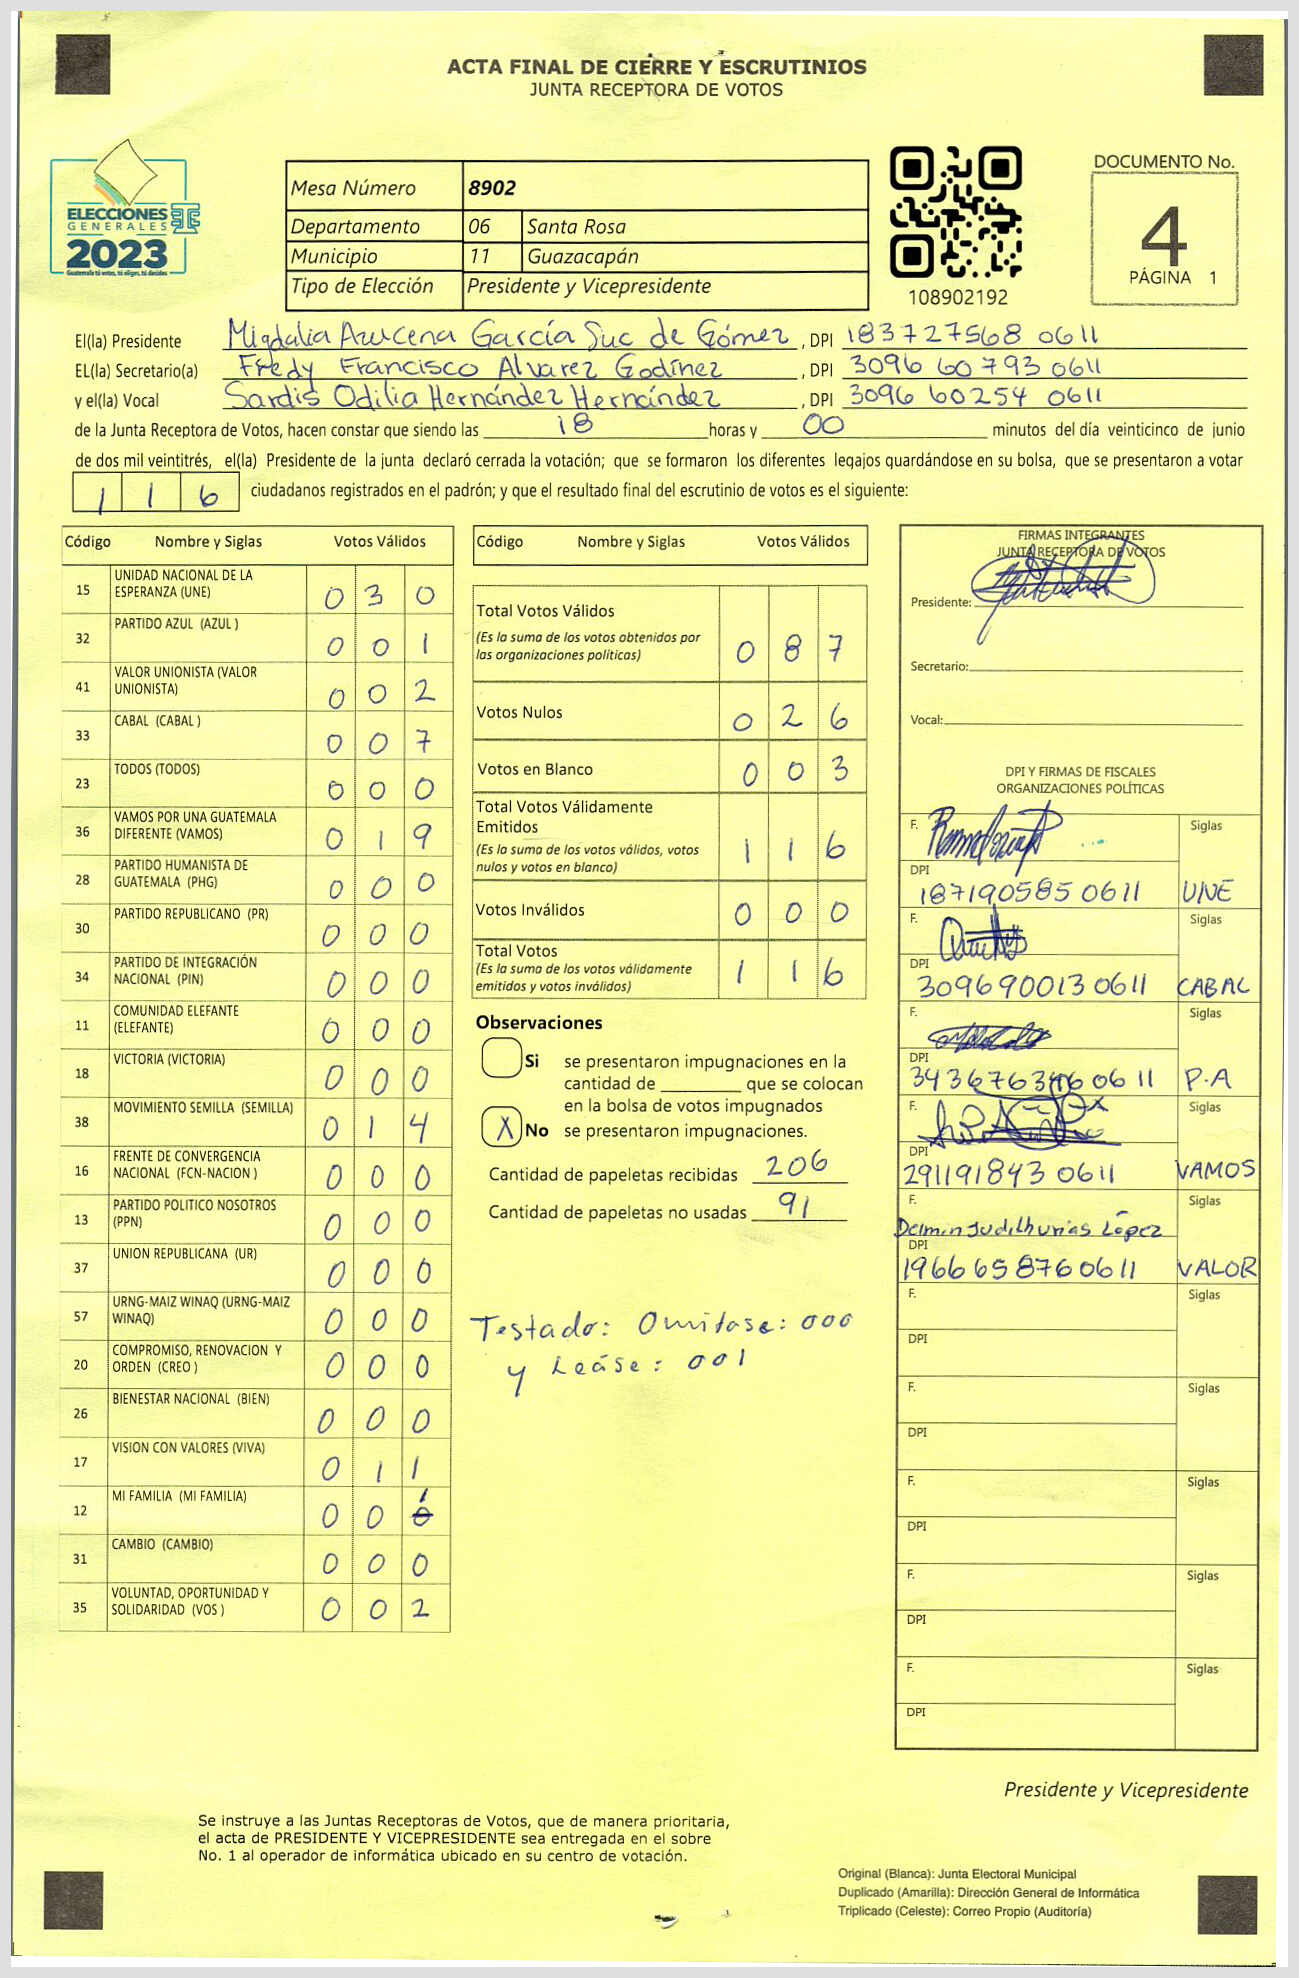 ACTA FINAL DE CIERRE Y ESCRUTINIOS
JUNTA RECEPTORA DE VOTOS
ELECCIONES
GENERALES
2023
Guatemala tú votas, tú eliges, tú decides
Mesa Número 8902
Departamento 06 Santa Rosa
Municipio 11 Guazacapán
Tipo de Elección Presidente y Vicepresidente
108902192
DOCUMENTO No.
4
PÁGINA 1
El(la) Presidente Migdalia Azucena García Suc de Gómez, DPI 183727568 0611
EL(la) Secretario(a) Fredy Francisco Alvarez Godínez, DPI 3096 60793 0611
y el(la) Vocal Sardis Odilia Hernández Hernández, DPI 3096 60254 0611
de la Junta Receptora de Votos, hacen constar que siendo las 18 horas y 00 minutos del día veinticinco de junio
de dos mil veintitrés, el(la) Presidente de la junta declaró cerrada la votación; que se formaron los diferentes legajos guardándose en su bolsa, que se presentaron a votar
116 ciudadanos registrados en el padrón; y que el resultado final del escrutinio de votos es el siguiente:
Código Nombre y Siglas Votos Válidos
15 UNIDAD NACIONAL DE LA ESPERANZA (UNE) 0 3 0
32 PARTIDO AZUL (AZUL ) 0 0 1
41 VALOR UNIONISTA (VALOR UNIONISTA) 0 0 2
33 CABAL (CABAL ) 0 0 7
23 TODOS (TODOS) 0 0 0
36 VAMOS POR UNA GUATEMALA DIFERENTE (VAMOS) 0 1 9
28 PARTIDO HUMANISTA DE GUATEMALA (PHG) 0 0 0
30 PARTIDO REPUBLICANO (PR) 0 0 0
34 PARTIDO DE INTEGRACIÓN NACIONAL (PIN) 0 0 0
11 COMUNIDAD ELEFANTE (ELEFANTE) 0 0 0
18 VICTORIA (VICTORIA) 0 0 0
38 MOVIMIENTO SEMILLA (SEMILLA) 0 1 4
16 FRENTE DE CONVERGENCIA NACIONAL (FCN-NACION ) 0 0 0
13 PARTIDO POLITICO NOSOTROS (PPN) 0 0 0
37 UNION REPUBLICANA (UR) 0 0 0
57 URNG-MAIZ WINAQ (URNG-MAIZ WINAQ) 0 0 0
20 COMPROMISO, RENOVACION Y ORDEN (CREO ) 0 0 0
26 BIENESTAR NACIONAL (BIEN) 0 0 0
17 VISION CON VALORES (VIVA) 0 1 1
12 MI FAMILIA (MI FAMILIA) 0 0 1
31 CAMBIO (CAMBIO) 0 0 0
35 VOLUNTAD, OPORTUNIDAD Y SOLIDARIDAD (VOS ) 0 0 2
Código Nombre y Siglas Votos Válidos
Total Votos Válidos
(Es la suma de los votos obtenidos por
las organizaciones políticas) 0 8 7
Votos Nulos 0 2 6
Votos en Blanco 0 0 3
Total Votos Válidamente
Emitidos
(Es la suma de los votos válidos, votos
nulos y votos en blanco) 1 1 6
Votos Inválidos 0 0 0
Total Votos
(Es la suma de los votos válidamente
emitidos y votos inválidos) 1 1 6
Observaciones
Si se presentaron impugnaciones en la
cantidad de ________ que se colocan
en la bolsa de votos impugnados
X No se presentaron impugnaciones.
Cantidad de papeletas recibidas 206
Cantidad de papeletas no usadas 91
Testado: Omitase: 000
y Leáse: 001
FIRMAS INTEGRANTES
JUNTA RECEPTORA DE VOTOS
Presidente:
Secretario:
Vocal:
DPI Y FIRMAS DE FISCALES
ORGANIZACIONES POLÍTICAS
F. Siglas
DPI
187190585 0611 UNE
F. Siglas
DPI
309690013 0611 CABAL
F. Siglas
DPI
0611 P.A
F. Siglas
DPI
291191843 0611 VAMOS
F. Siglas
López
DPI
196665876 0611 VALOR
F. Siglas
DPI
F. Siglas
DPI
F. Siglas
DPI
F. Siglas
DPI
F. Siglas
DPI
Presidente y Vicepresidente
Se instruye a las Juntas Receptoras de Votos, que de manera prioritaria,
el acta de PRESIDENTE Y VICEPRESIDENTE sea entregada en el sobre
No. 1 al operador de informática ubicado en su centro de votación.
Original (Blanca): Junta Electoral Municipal
Duplicado (Amarilla): Dirección General de Informática
Triplicado (Celeste): Correo Propio (Auditoría)